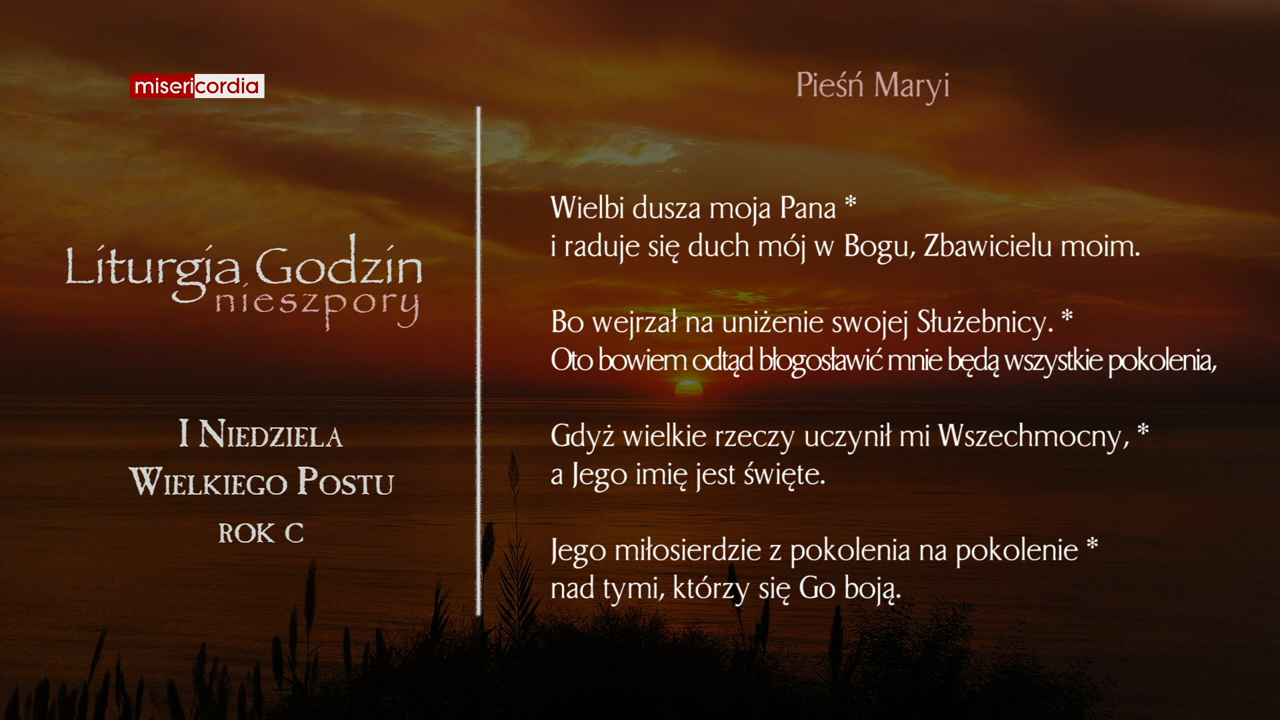 misericordia
Liturgia Godzin
nieszpory
I Niedziela
Wielkiego Postu
rok C
Pieśń Maryi
Wielbi dusza moja Pana *
i raduje się duch mój w Bogu, Zbawicielu moim.
Bo wejrzał na uniżenie swojej Służebnicy. *
Oto bowiem odtąd błogosławić mnie będą wszystkie pokolenia,
Gdyż wielkie rzeczy uczynił mi Wszechmocny, *
a Jego imię jest święte.
Jego miłosierdzie z pokolenia na pokolenie *
nad tymi, którzy się Go boją.